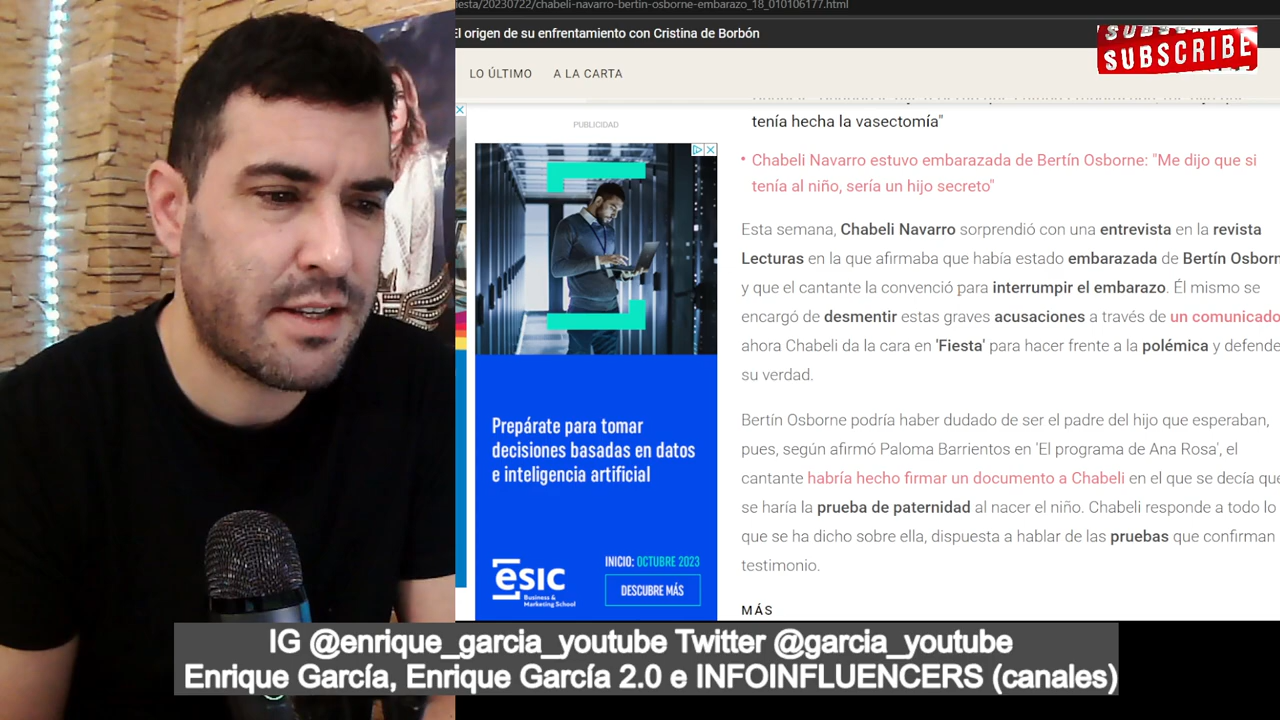 iesta/20230722/chabeli-navarro-bertin-osborne-embarazo_18_010106177.html
El origen de su enfrentamiento con Cristina de Borbón
SUBSCRIBE
SUBSCRIBE
LO ÚLTIMO A LA CARTA
PUBLICIDAD
tenía hecha la vasectomía"
• Chabeli Navarro estuvo embarazada de Bertín Osborne: "Me dijo que si
tenía al niño, sería un hijo secreto"
Esta semana, Chabeli Navarro sorprendió con una entrevista en la revista
Lecturas en la que afirmaba que había estado embarazada de Bertín Osborn
y que el cantante la convenció para interrumpir el embarazo. Él mismo se
encargó de desmentir estas graves acusaciones a través de un comunicado
ahora Chabeli da la cara en 'Fiesta' para hacer frente a la polémica y defende
su verdad.
Bertín Osborne podría haber dudado de ser el padre del hijo que esperaban,
pues, según afirmó Paloma Barrientos en 'El programa de Ana Rosa', el
cantante habría hecho firmar un documento a Chabeli en el que se decía que
se haría la prueba de paternidad al nacer el niño. Chabeli responde a todo lo
que se ha dicho sobre ella, dispuesta a hablar de las pruebas que confirman
testimonio.
MÁS
Prepárate para tomar
decisiones basadas en datos
e inteligencia artificial
INICIO: OCTUBRE 2023
esic
Business &
Marketing School
DESCUBRE MÁS
IG @enrique_garcia_youtube Twitter @garcia_youtube
Enrique García, Enrique García 2.0 e INFOINFLUENCERS (canales)